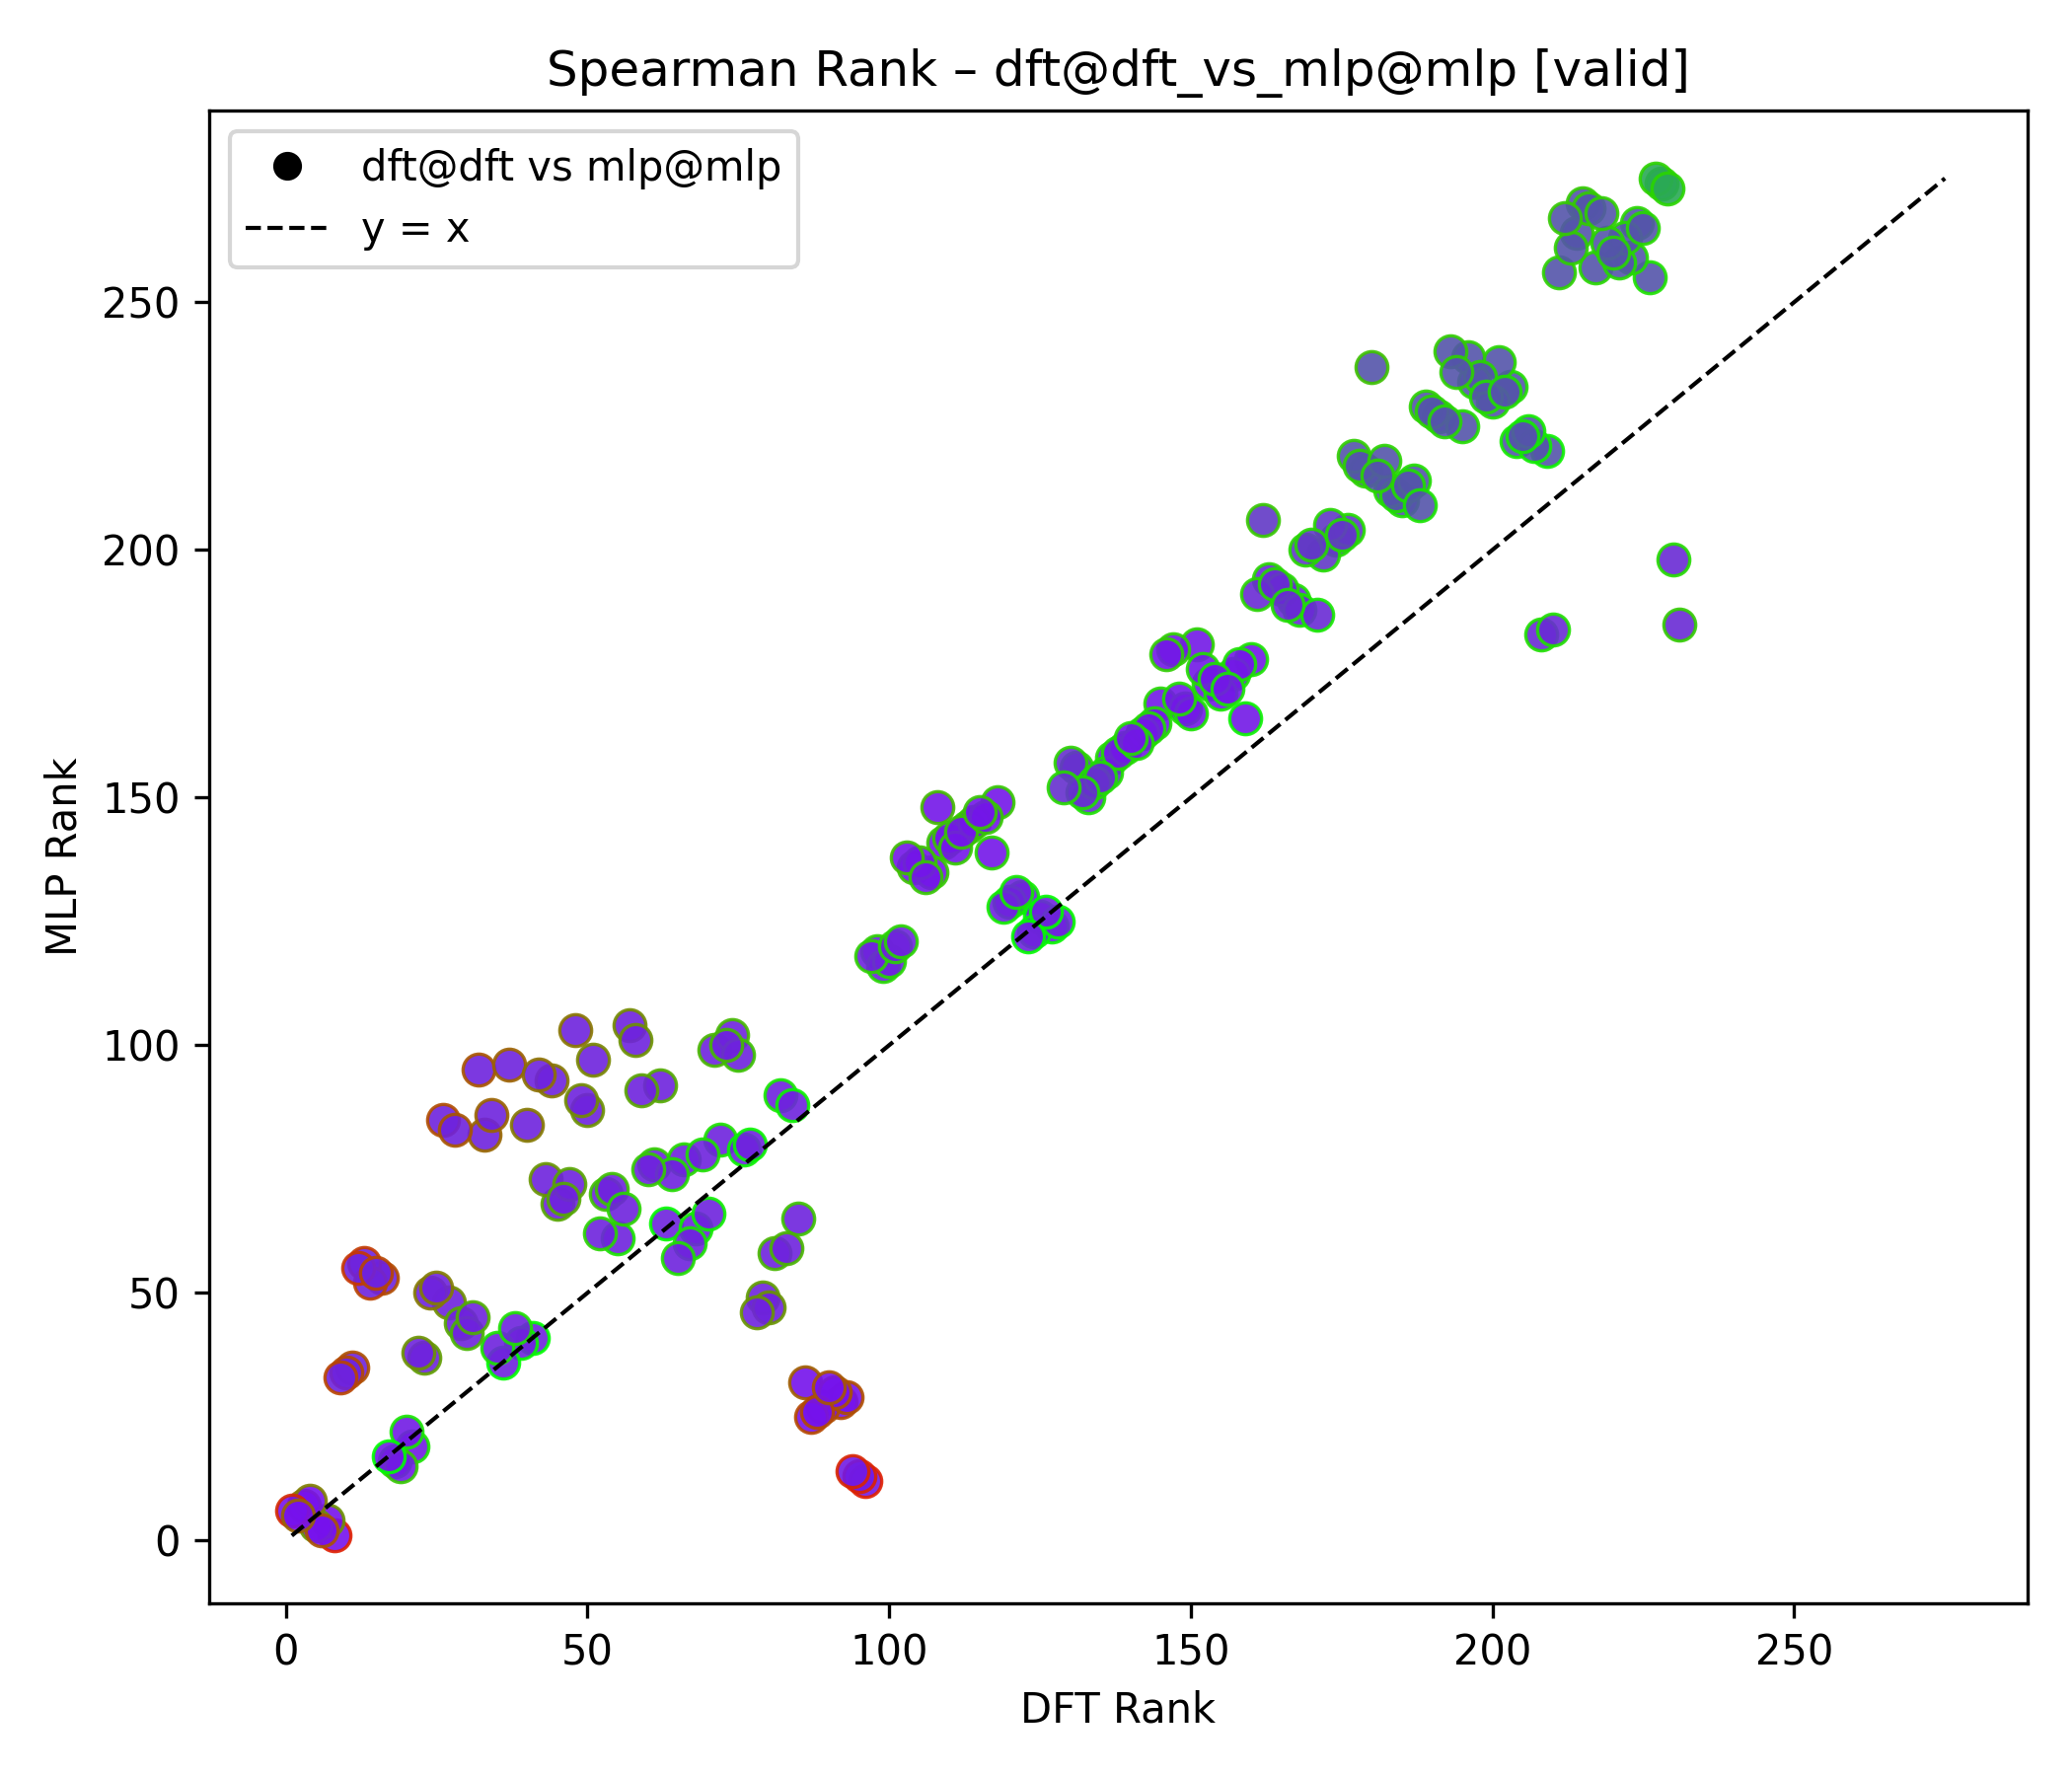 Spearman Rank – dft@dft_vs_mlp@mlp [valid]
dft@dft vs mlp@mlp
y = x
MLP Rank
250
200
150
100
50
0
0 50 100 150 200 250
DFT Rank